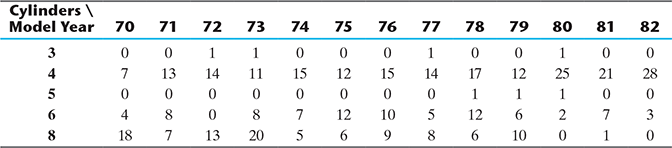 Cylinders \
Model Year 70 71 72 73 74 75 76 77 78 79 80 81 82
3 0 0 1 1 0 0 0 1 0 0 1 0 0
4 7 13 14 11 15 12 15 14 17 12 25 21 28
5 0 0 0 0 0 0 0 0 1 1 1 0 0
6 4 8 0 8 7 12 10 5 12 6 2 7 3
8 18 7 13 20 5 6 9 8 6 10 0 1 0